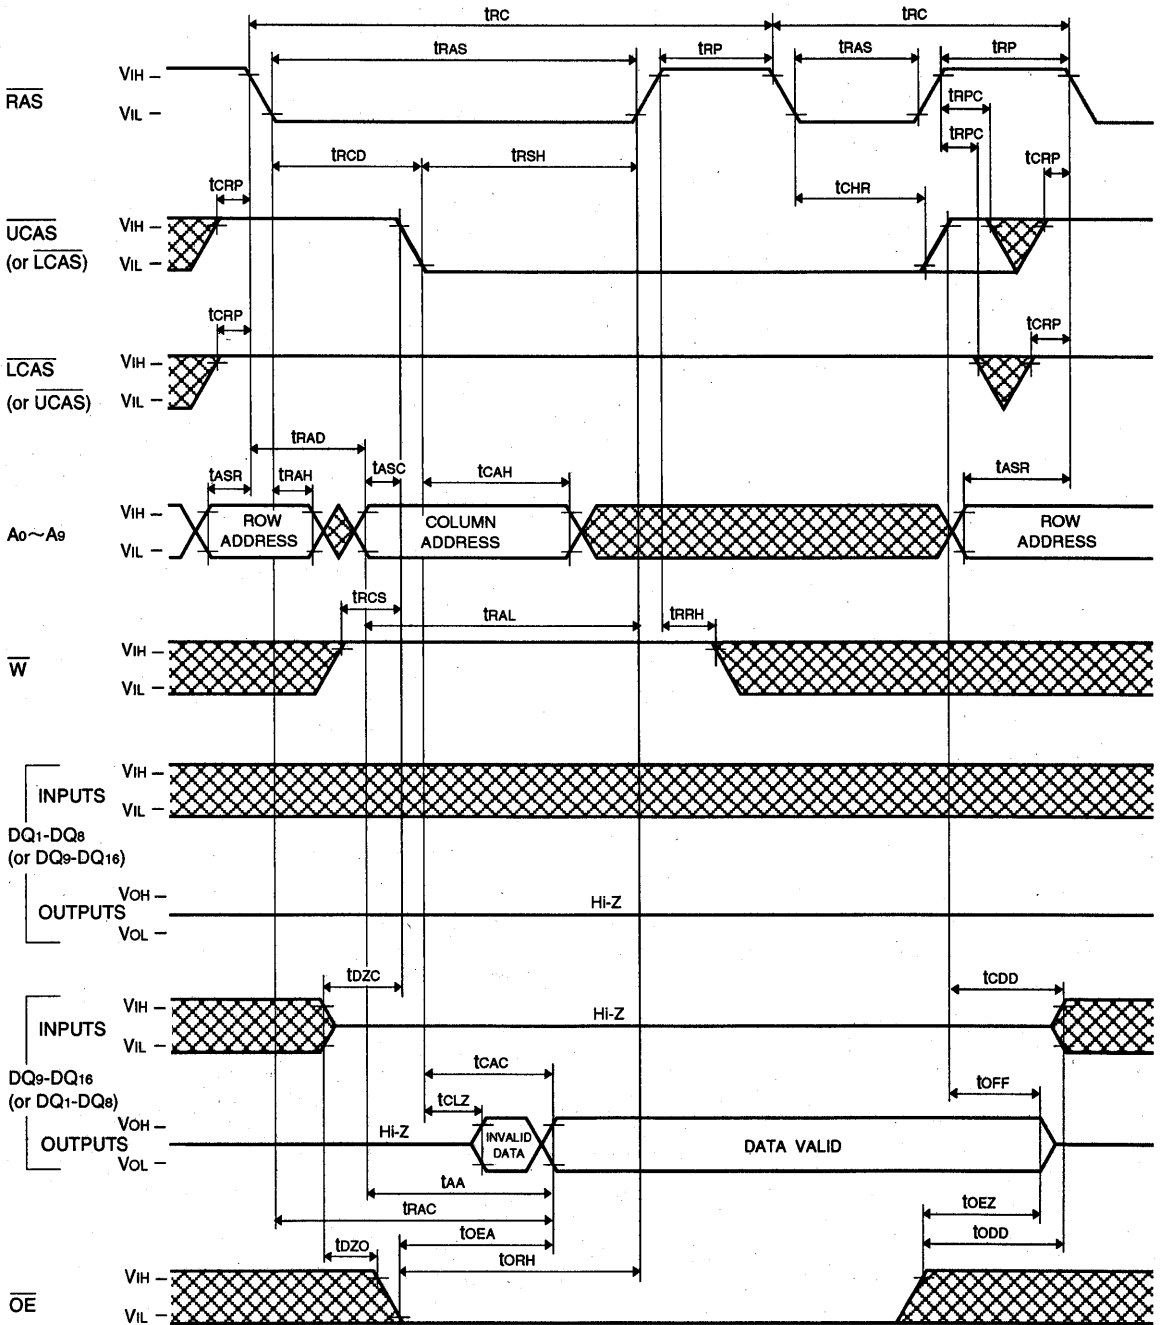 tRC tRC
tRAS tRP tRAS tRP
RAS VIH
VIL
tRPC
tRPC
tRCD tRSH
tCRP tCHR tCRP
UCAS VIH
(or LCAS) VIL
tCRP tCRP
LCAS VIH
(or UCAS) VIL
tRAD
tASR tRAH tASC tCAH tASR
A0~A9 VIH
VIL
ROW
ADDRESS
COLUMN
ADDRESS
ROW
ADDRESS
tRCS tRAL tRRH
W VIH
VIL
DQ1-DQ8
(or DQ9-DQ16)
INPUTS VIH
VIL
OUTPUTS VOH
VOL
Hi-Z
tDZC tCDD
DQ9-DQ16
(or DQ1-DQ8)
INPUTS VIH
VIL
Hi-Z
tCAC
tCLZ tOFF
OUTPUTS VOH
VOL
Hi-Z
INVALID
DATA
DATA VALID
tAA
tRAC tOEZ
tOEA tODD
tDZO tORH
OE VIH
VIL